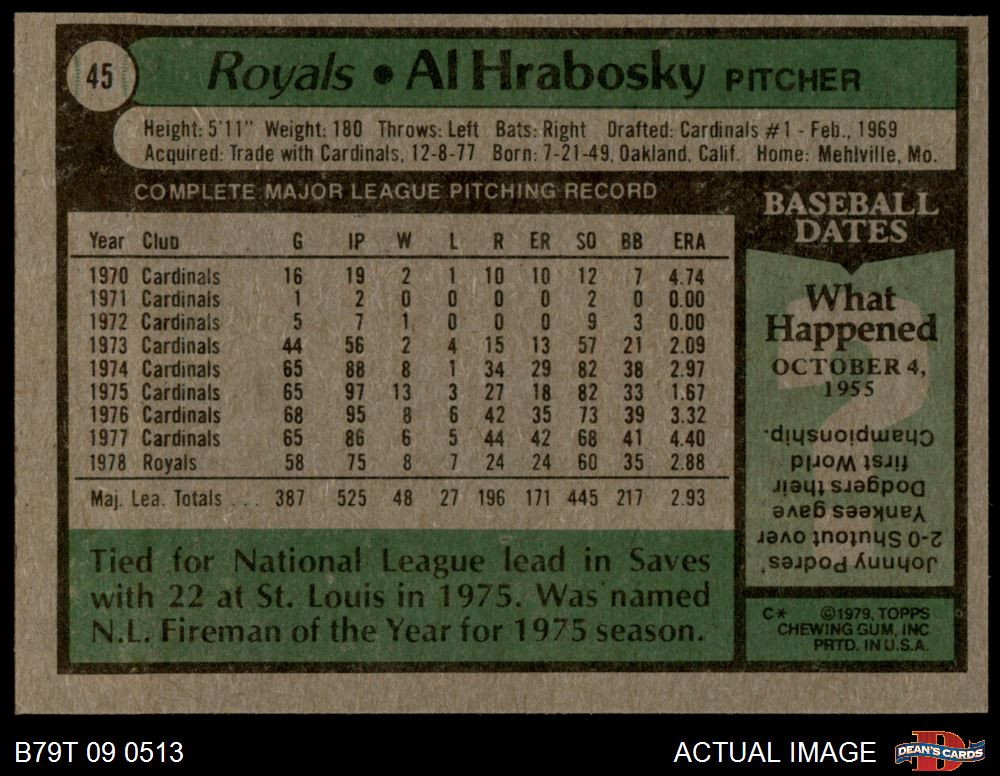 45
Royals • Al Hrabosky PITCHER
Height: 5'11" Weight: 180 Throws: Left Bats: Right Drafted: Cardinals #1 - Feb., 1969
Acquired: Trade with Cardinals, 12-8-77 Born: 7-21-49, Oakland, Calif. Home: Mehlville, Mo.
COMPLETE MAJOR LEAGUE PITCHING RECORD
Year Club G IP W L R ER SO BB ERA
1970 Cardinals 16 19 2 1 10 10 12 7 4.74
1971 Cardinals 1 2 0 0 0 0 2 0 0.00
1972 Cardinals 5 7 1 0 0 0 9 3 0.00
1973 Cardinals 44 56 2 4 15 13 57 21 2.09
1974 Cardinals 65 88 8 1 34 29 82 38 2.97
1975 Cardinals 65 97 13 3 27 18 82 33 1.67
1976 Cardinals 68 95 8 6 42 35 73 39 3.32
1977 Cardinals 65 86 6 5 44 42 68 41 4.40
1978 Royals 58 75 8 7 24 24 60 35 2.88
Maj. Lea. Totals ... 387 525 48 27 196 171 445 217 2.93
Tied for National League lead in Saves
with 22 at St. Louis in 1975. Was named
N.L. Fireman of the Year for 1975 season.
BASEBALL
DATES
What
Happened
OCTOBER 4,
1955
Johnny Podres'
2-0 Shutout over
Yankees gave
Dodgers their
first World
Championship.
C* ©1979, TOPPS
CHEWING GUM, INC
PRTD. IN U.S.A.
B79T 09 0513
ACTUAL IMAGE
DEAN'S CARDS